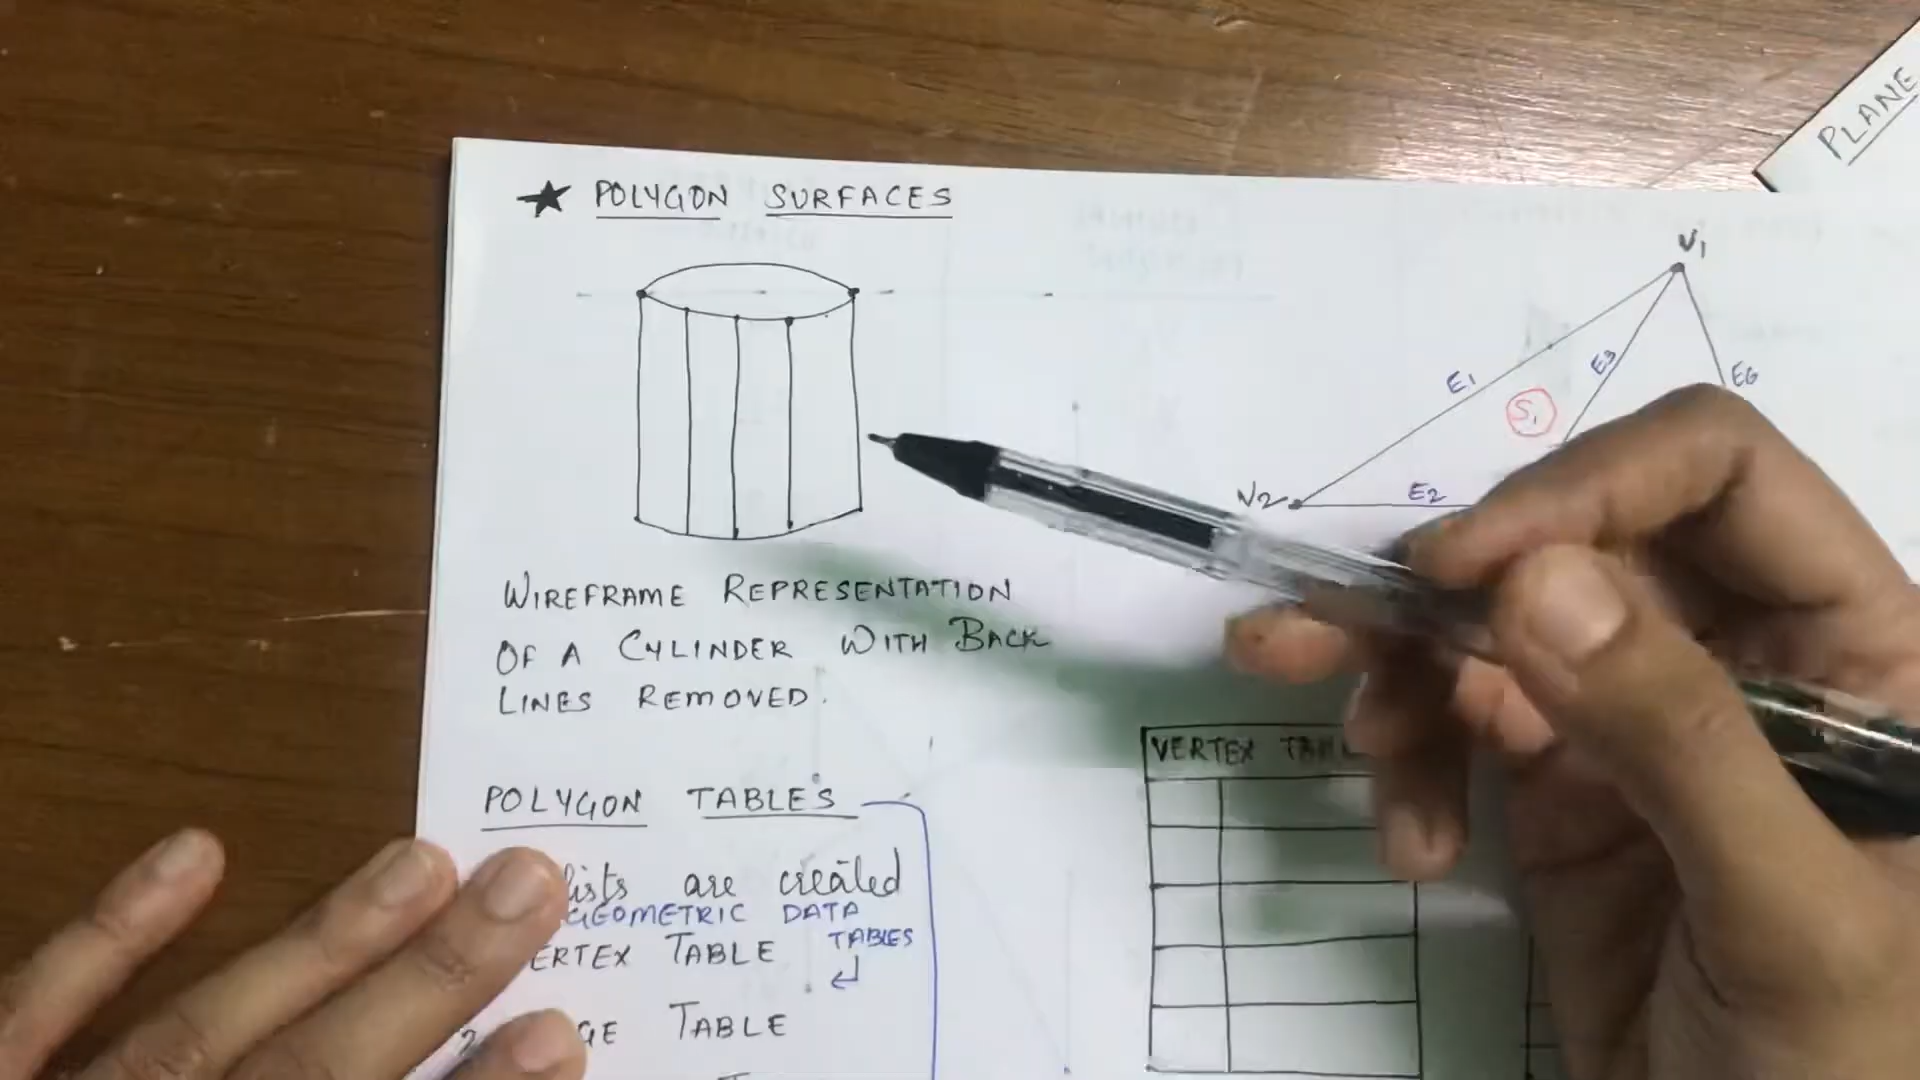 PLANE
★ POLYGON SURFACES
V1
E1
E3
E6
S1
V2
E2
WIREFRAME REPRESENTATION
OF A CYLINDER WITH BACK
LINES REMOVED.
POLYGON TABLES
lists are created
GEOMETRIC DATA
TABLES
TABLE
VERTEX
2
TABLE